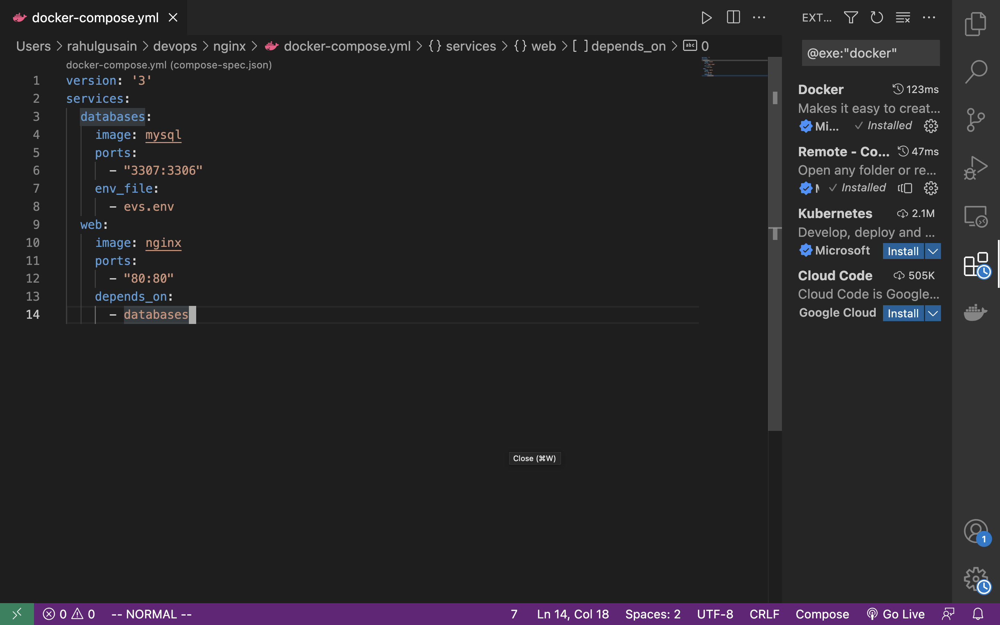 docker-compose.yml
Users > rahulgusain > devops > nginx > docker-compose.yml > {} services > {} web > [ ] depends_on > abc 0
docker-compose.yml (compose-spec.json)
1 version: '3'
2 services:
3 databases:
4 image: mysql
5 ports:
6 - "3307:3306"
7 env_file:
8 - evs.env
9 web:
10 image: nginx
11 ports:
12 - "80:80"
13 depends_on:
14 - databases
Close (⌘W)
EXT...
@exe:"docker"
Docker 123ms
Makes it easy to creat...
Mi... ✓ Installed
Remote - Co... 47ms
Open any folder or re...
✓ Installed
Kubernetes 2.1M
Develop, deploy and ...
Microsoft Install
Cloud Code 505K
Cloud Code is Google...
Google Cloud Install
1
0 0 -- NORMAL -- 7 Ln 14, Col 18 Spaces: 2 UTF-8 CRLF Compose Go Live